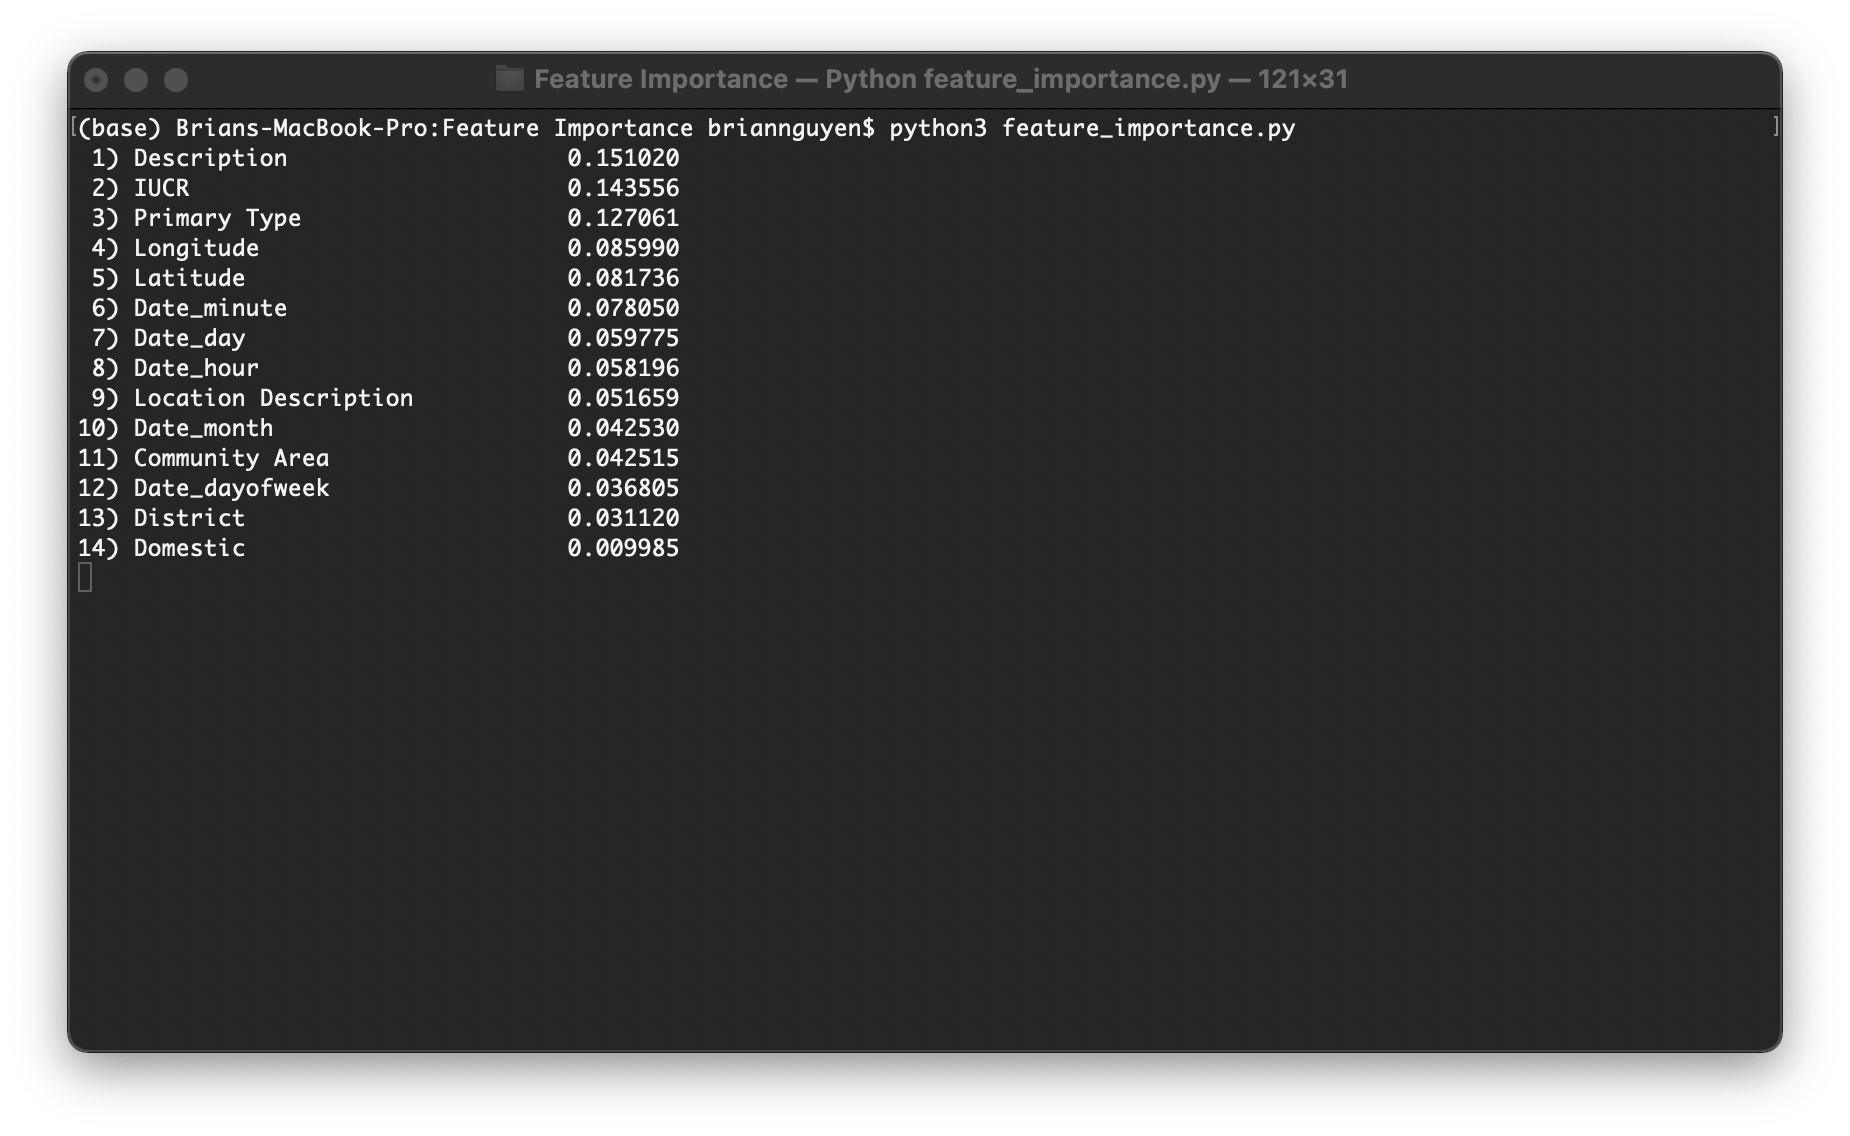 Feature Importance — Python feature_importance.py — 121×31
[(base) Brians-MacBook-Pro:Feature Importance briannguyen$ python3 feature_importance.py ]
1) Description 0.151020
2) IUCR 0.143556
3) Primary Type 0.127061
4) Longitude 0.085990
5) Latitude 0.081736
6) Date_minute 0.078050
7) Date_day 0.059775
8) Date_hour 0.058196
9) Location Description 0.051659
10) Date_month 0.042530
11) Community Area 0.042515
12) Date_dayofweek 0.036805
13) District 0.031120
14) Domestic 0.009985